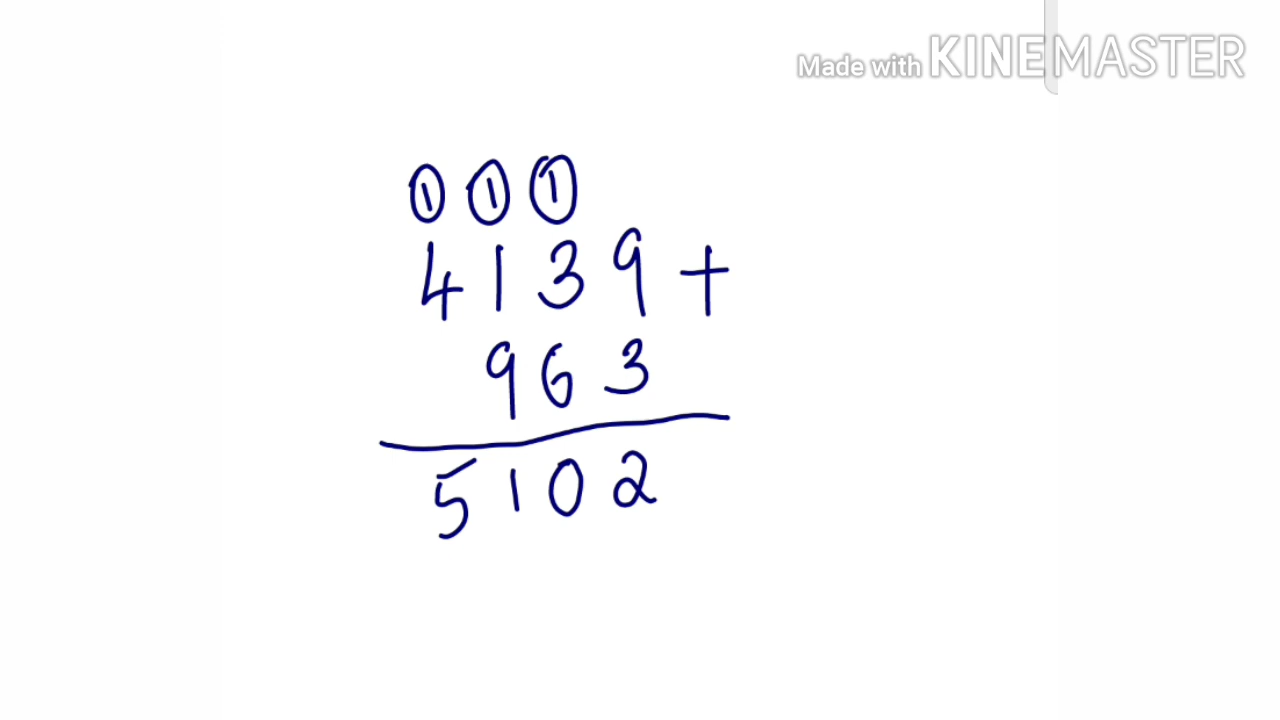 Made with KINEMASTER
① ① ①
4139 +
963
5102